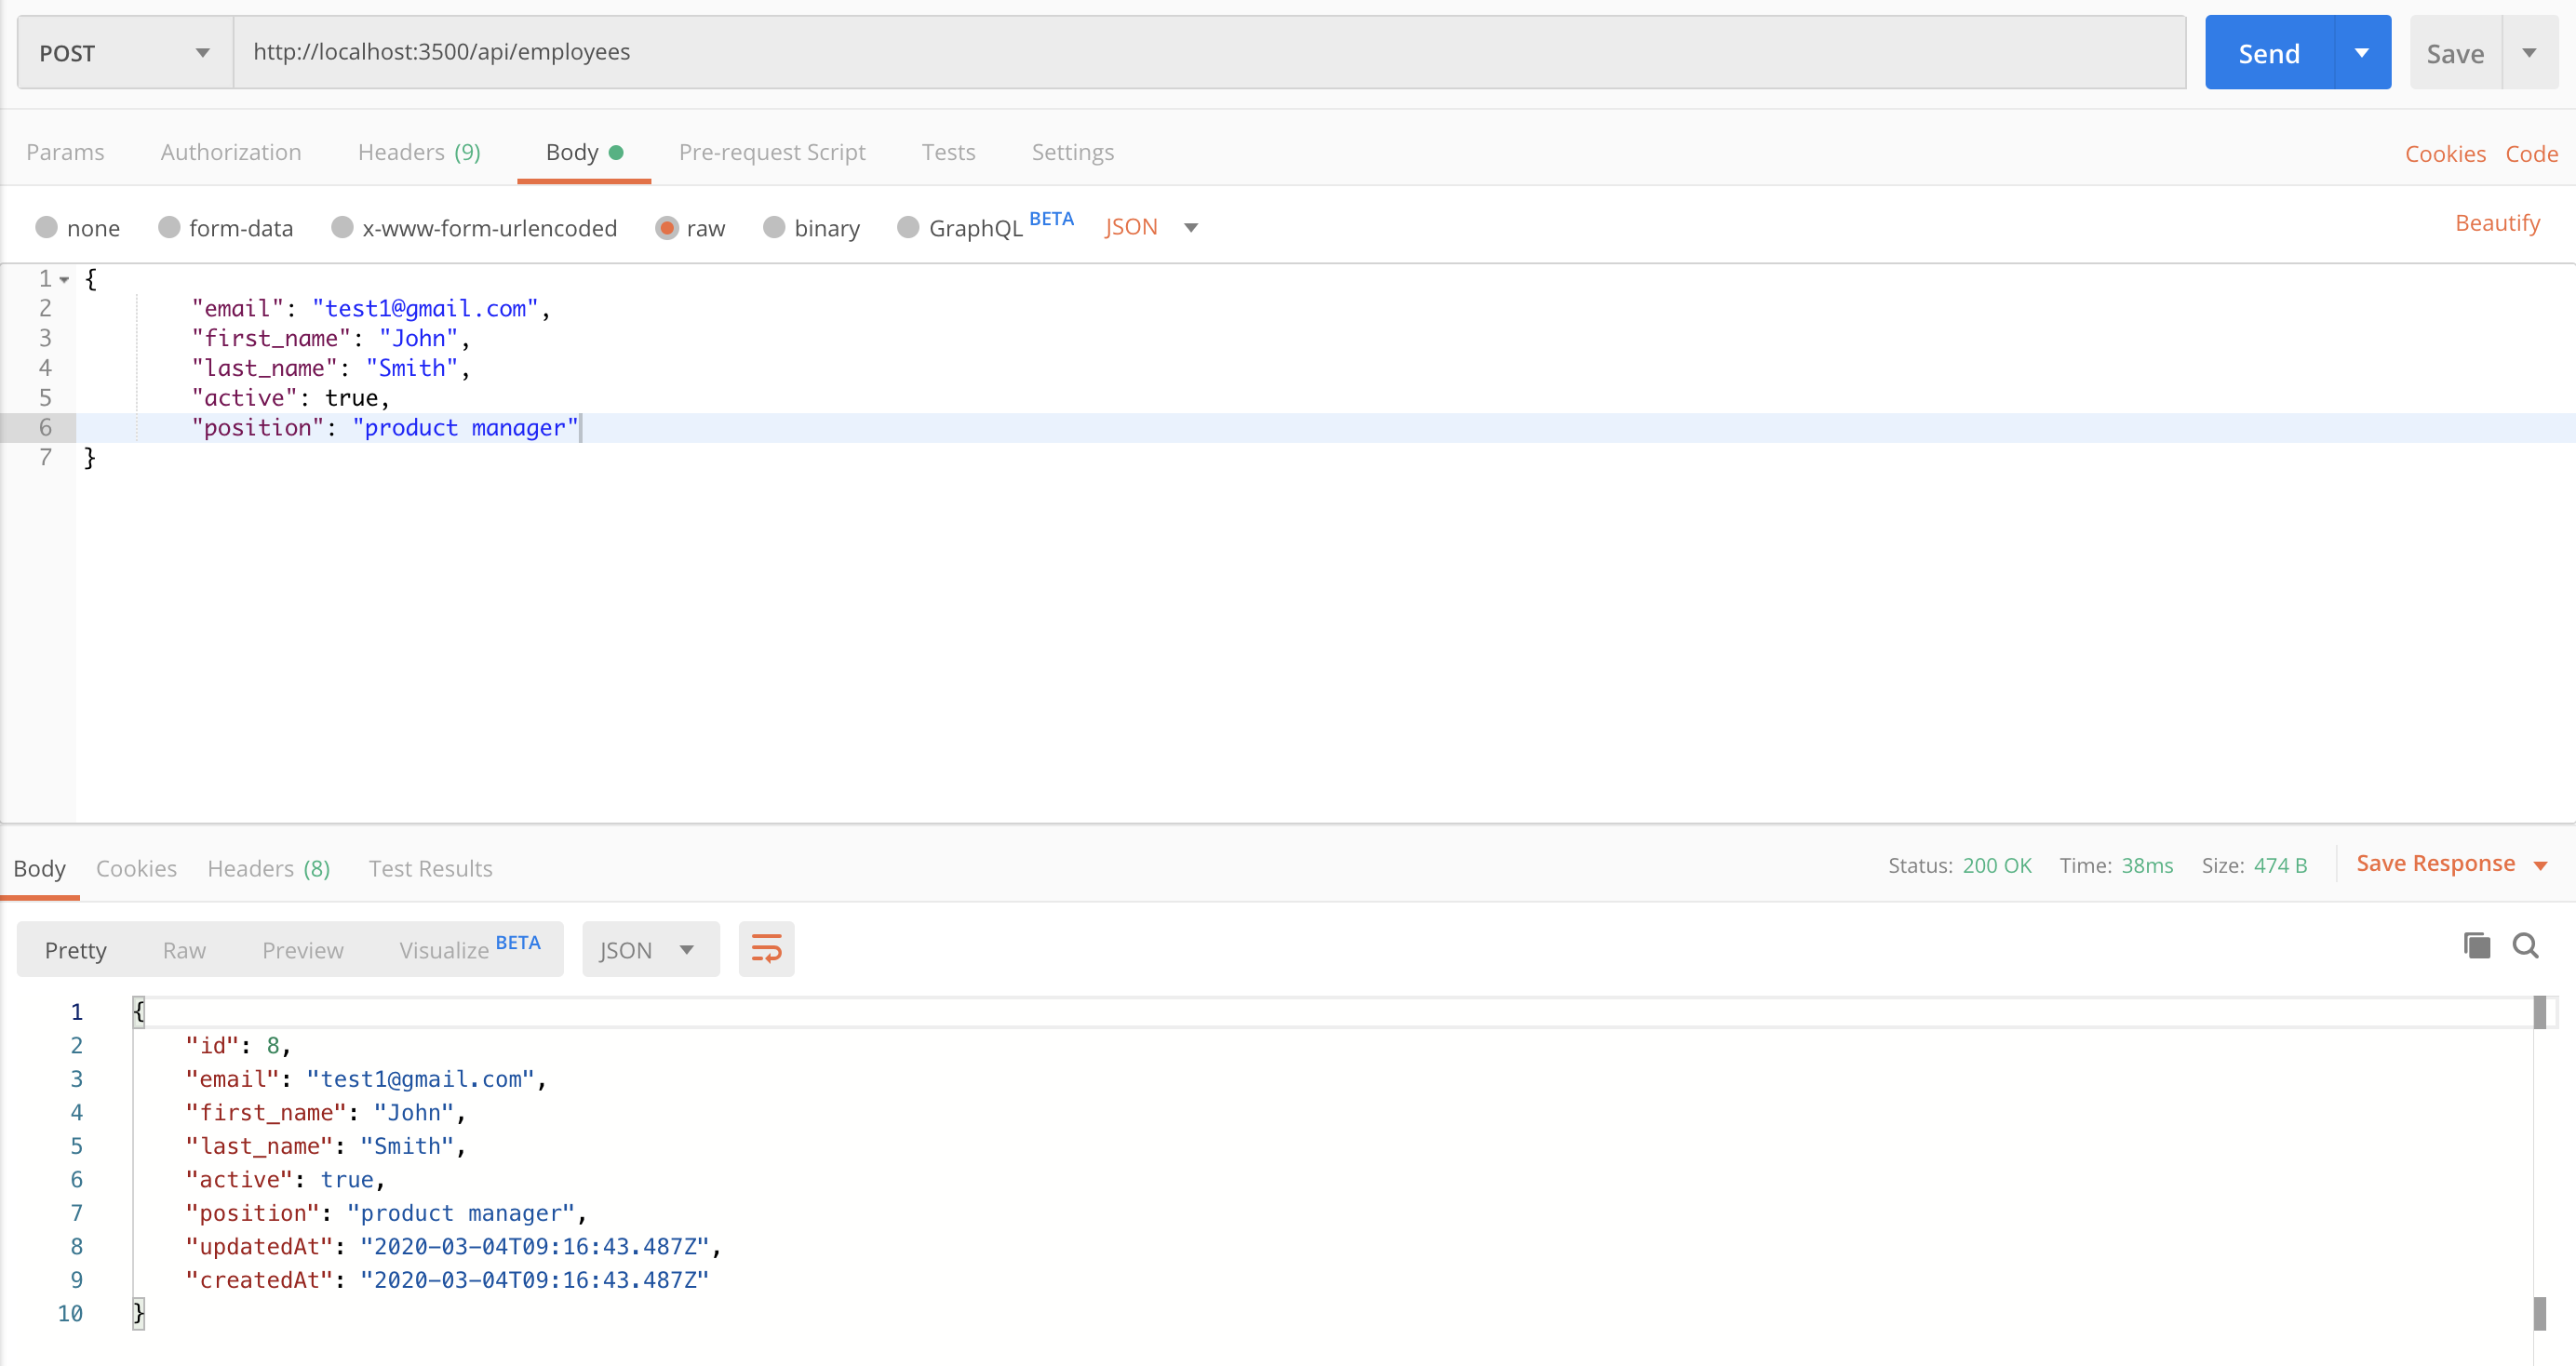 POST http://localhost:3500/api/employees Send Save
Params Authorization Headers (9) Body Pre-request Script Tests Settings Cookies Code
none form-data x-www-form-urlencoded raw binary GraphQL BETA JSON Beautify
1 {
2 "email": "test1@gmail.com",
3 "first_name": "John",
4 "last_name": "Smith",
5 "active": true,
6 "position": "product manager"
7 }
Body Cookies Headers (8) Test Results Status: 200 OK Time: 38ms Size: 474 B Save Response
Pretty Raw Preview Visualize BETA JSON
1 {
2 "id": 8,
3 "email": "test1@gmail.com",
4 "first_name": "John",
5 "last_name": "Smith",
6 "active": true,
7 "position": "product manager",
8 "updatedAt": "2020-03-04T09:16:43.487Z",
9 "createdAt": "2020-03-04T09:16:43.487Z"
10 }